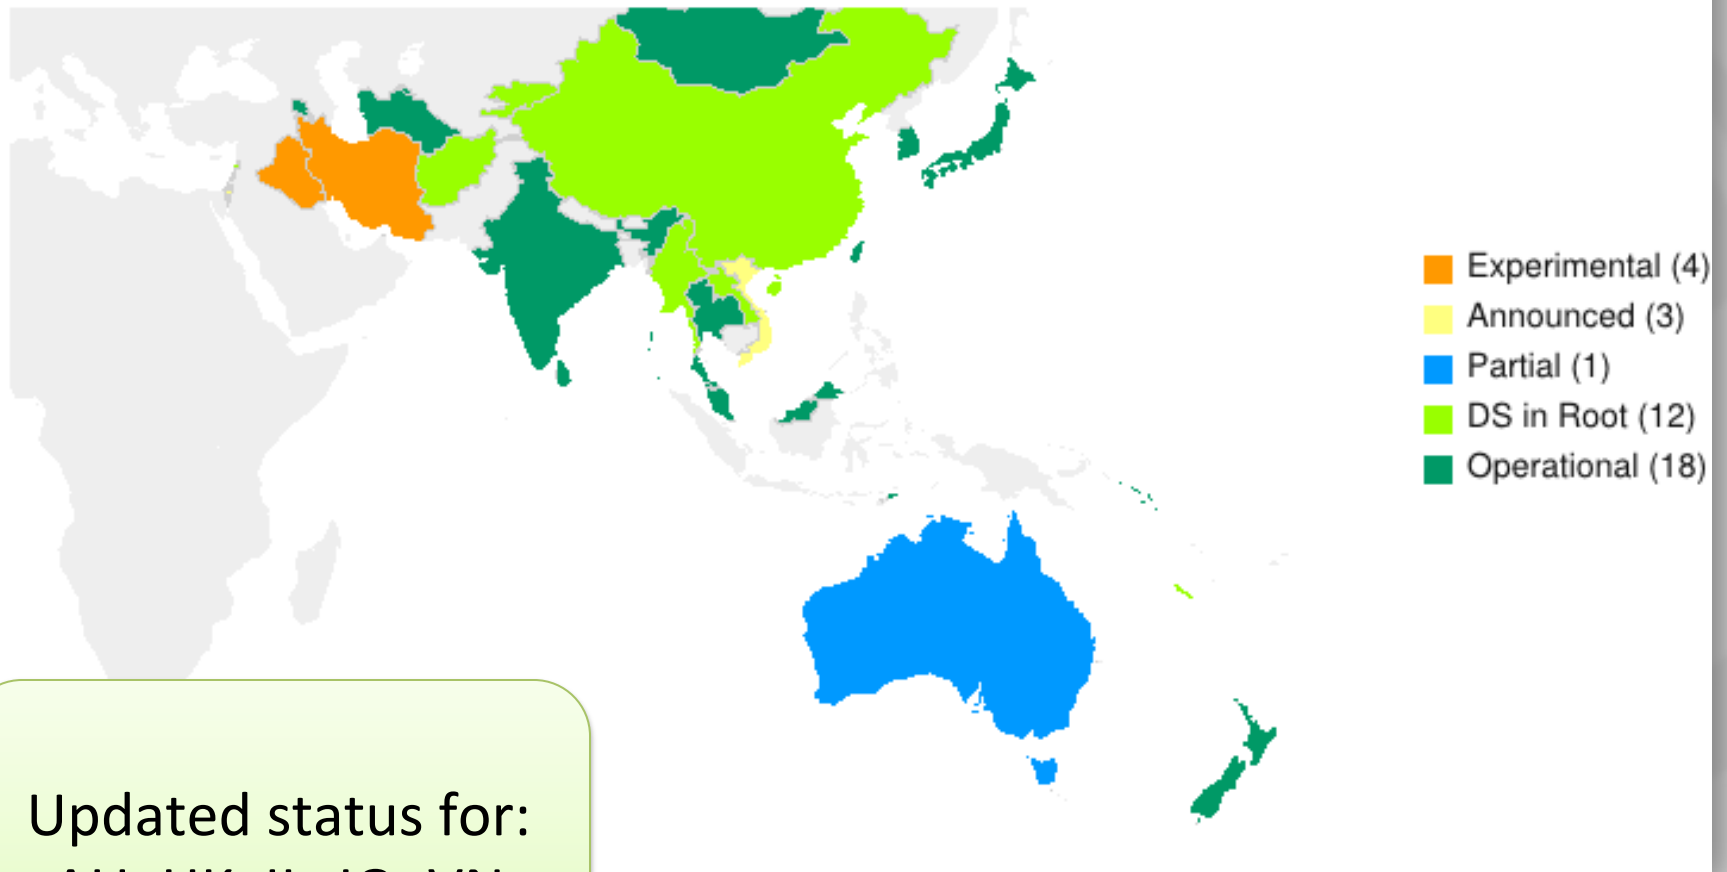 Experimental (4)
Announced (3)
Partial (1)
DS in Root (12)
Operational (18)
Updated status for: